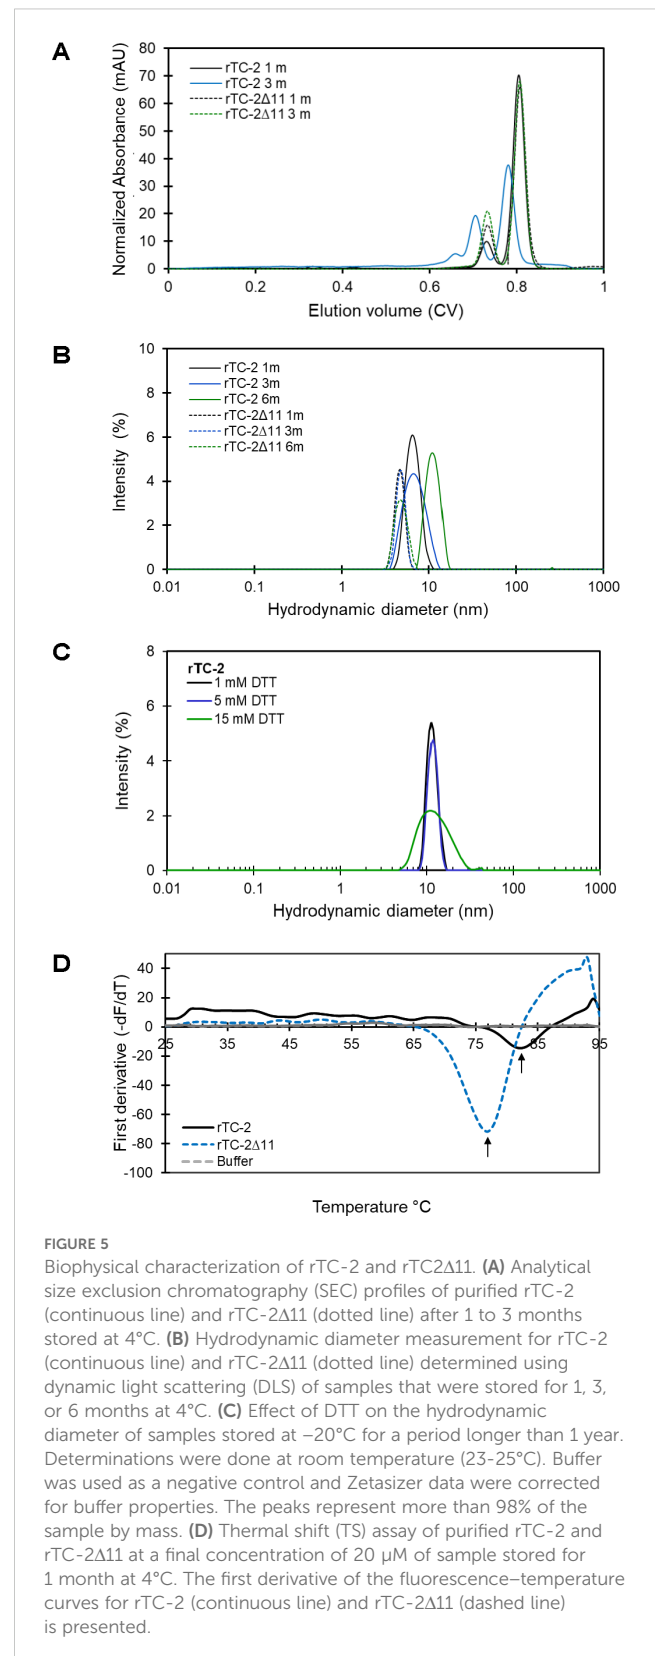 A
80
70
60
50
40
30
20
10
0
Normalized Absorbance (mAU)
rTC-2 1 m
rTC-2 3 m
rTC-2Δ11 1 m
rTC-2Δ11 3 m
0
0.2
0.4
0.6
0.8
1
Elution volume (CV)
B
10
8
6
4
2
0
Intensity (%)
rTC-2 1m
rTC-2 3m
rTC-2 6m
rTC-2Δ11 1m
rTC-2Δ11 3m
rTC-2Δ11 6m
0.01
0.1
1
10
100
1000
Hydrodynamic diameter (nm)
C
8
6
4
2
0
Intensity (%)
rTC-2
1 mM DTT
5 mM DTT
15 mM DTT
0.01
0.1
1
10
100
1000
Hydrodynamic diameter (nm)
D
40
20
0
-20
-40
-60
-80
-100
First derivative (-dF/dT)
25
35
45
55
65
75
85
95
rTC-2
rTC-2Δ11
Buffer
Temperature °C
FIGURE 5
Biophysical characterization of rTC-2 and rTC2Δ11. (A) Analytical
size exclusion chromatography (SEC) profiles of purified rTC-2
(continuous line) and rTC-2Δ11 (dotted line) after 1 to 3 months
stored at 4°C. (B) Hydrodynamic diameter measurement for rTC-2
(continuous line) and rTC-2Δ11 (dotted line) determined using
dynamic light scattering (DLS) of samples that were stored for 1, 3,
or 6 months at 4°C. (C) Effect of DTT on the hydrodynamic
diameter of samples stored at −20°C for a period longer than 1 year.
Determinations were done at room temperature (23-25°C). Buffer
was used as a negative control and Zetasizer data were corrected
for buffer properties. The peaks represent more than 98% of the
sample by mass. (D) Thermal shift (TS) assay of purified rTC-2 and
rTC-2Δ11 at a final concentration of 20 µM of sample stored for
1 month at 4°C. The first derivative of the fluorescence–temperature
curves for rTC-2 (continuous line) and rTC-2Δ11 (dashed line)
is presented.